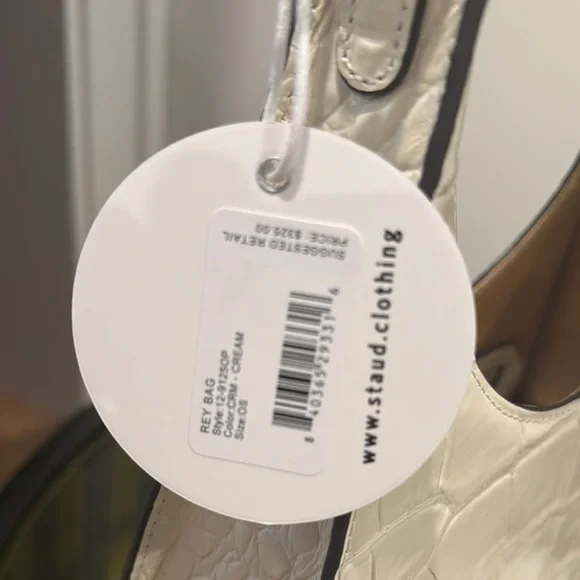 SUGGESTED RETAIL
PRICE: $325.00
REY BAG
Style:12-9125OP
Color:CRM - CREAM
Size:OS
8 40365 29331 6
www.staud.clothing